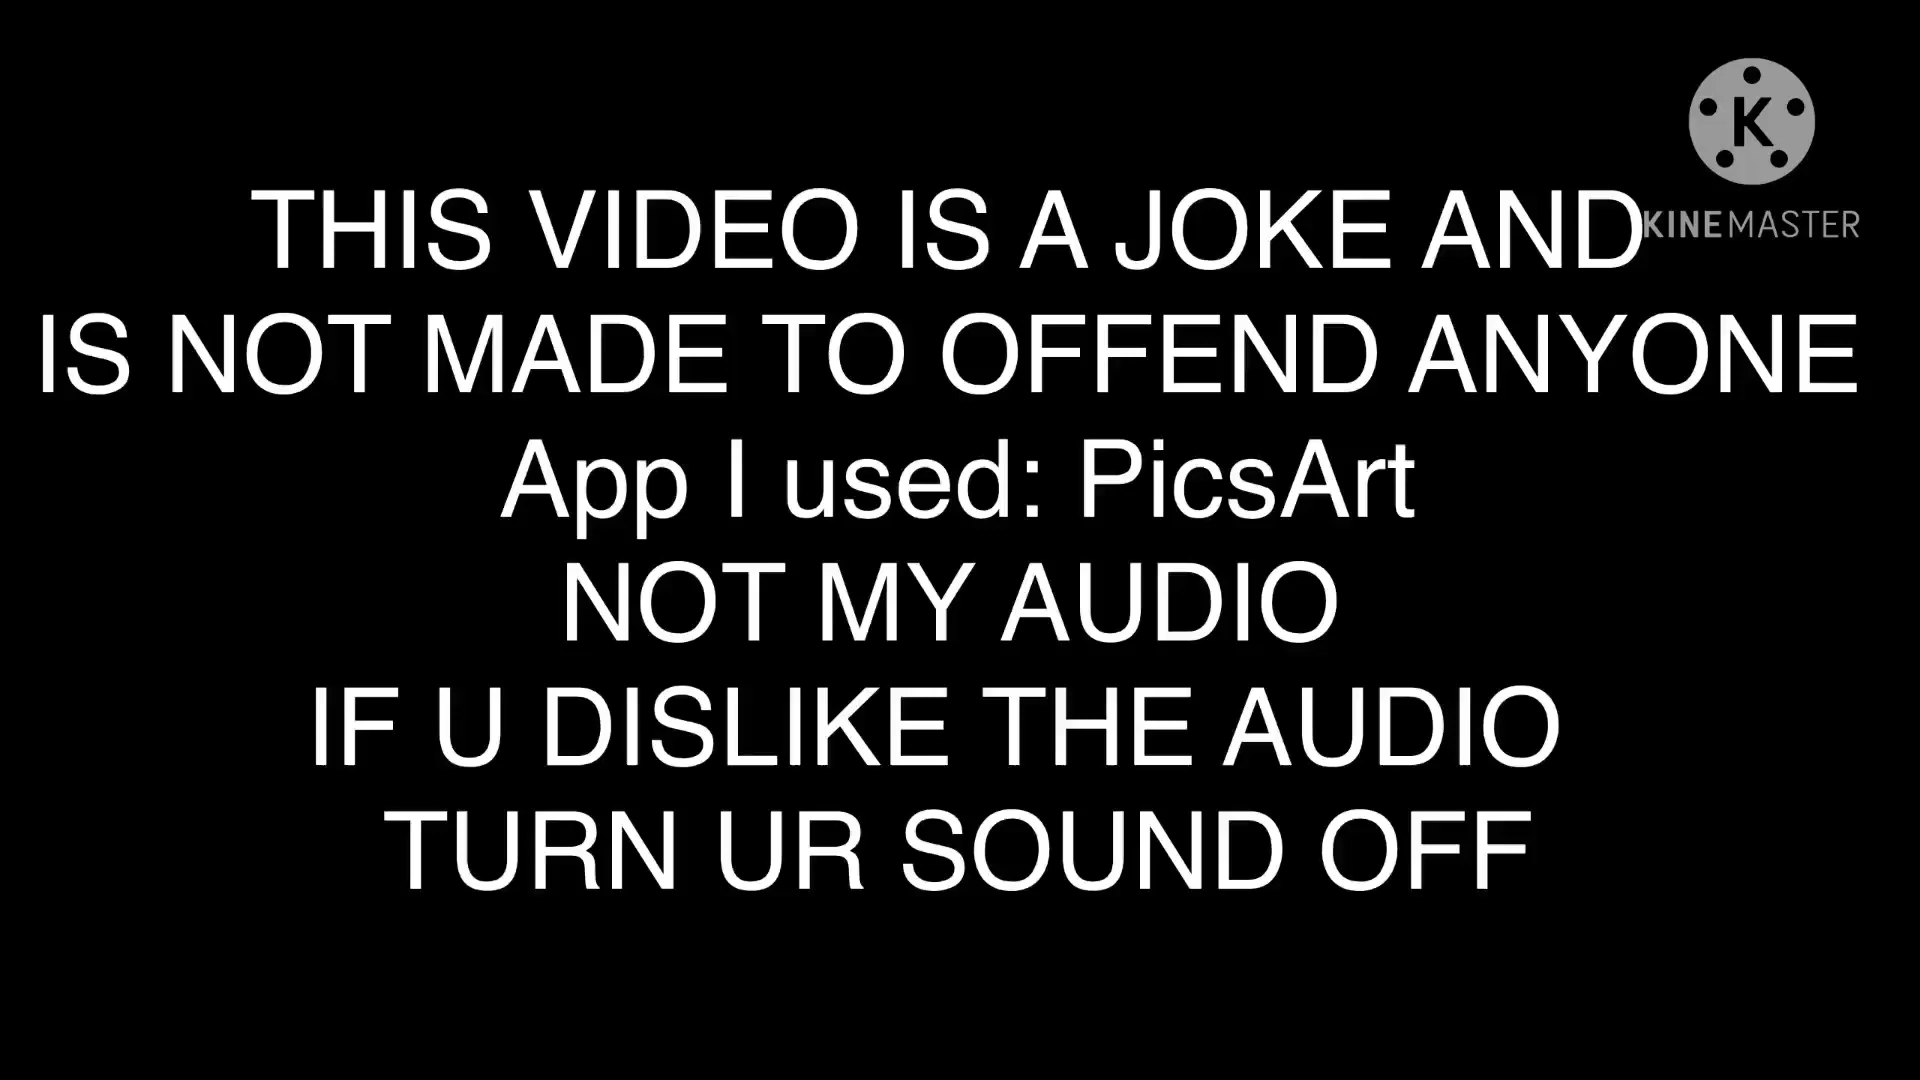 K
KINEMASTER
THIS VIDEO IS A JOKE AND
IS NOT MADE TO OFFEND ANYONE
App I used: PicsArt
NOT MY AUDIO
IF U DISLIKE THE AUDIO
TURN UR SOUND OFF